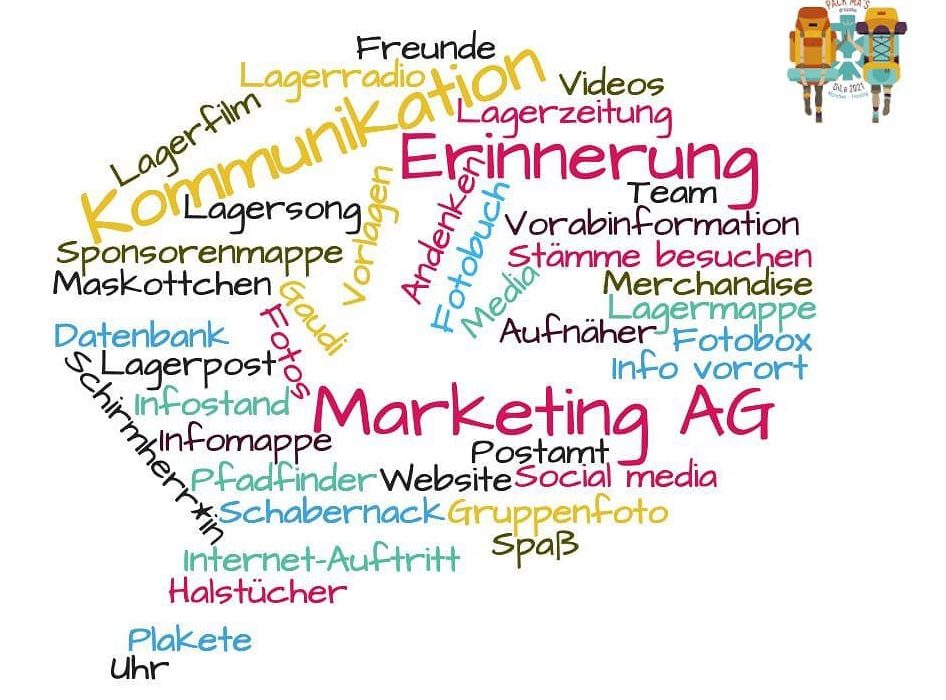 PACK MA'S
DiLe 2021
Freunde
Lagerradio
Kommunikation
Videos
Lagerfilm
Lagerzeitung
Erinnerung
Team
Lagersong
Vorlagen
Andenken
Fotobuch
Vorabinformation
Sponsorenmappe
Stämme besuchen
Maskottchen
Gaudi
Media
Merchandise
Lagermappe
Datenbank
Fotos
Aufnäher
Fotobox
Schirmherr*in
Lagerpost
Info vorort
Infostand
Marketing AG
Infomappe
Postamt
Pfadfinder
Website
Social media
Schabernack
Gruppenfoto
Spaß
Internet-Auftritt
Halstücher
Plakete
Uhr